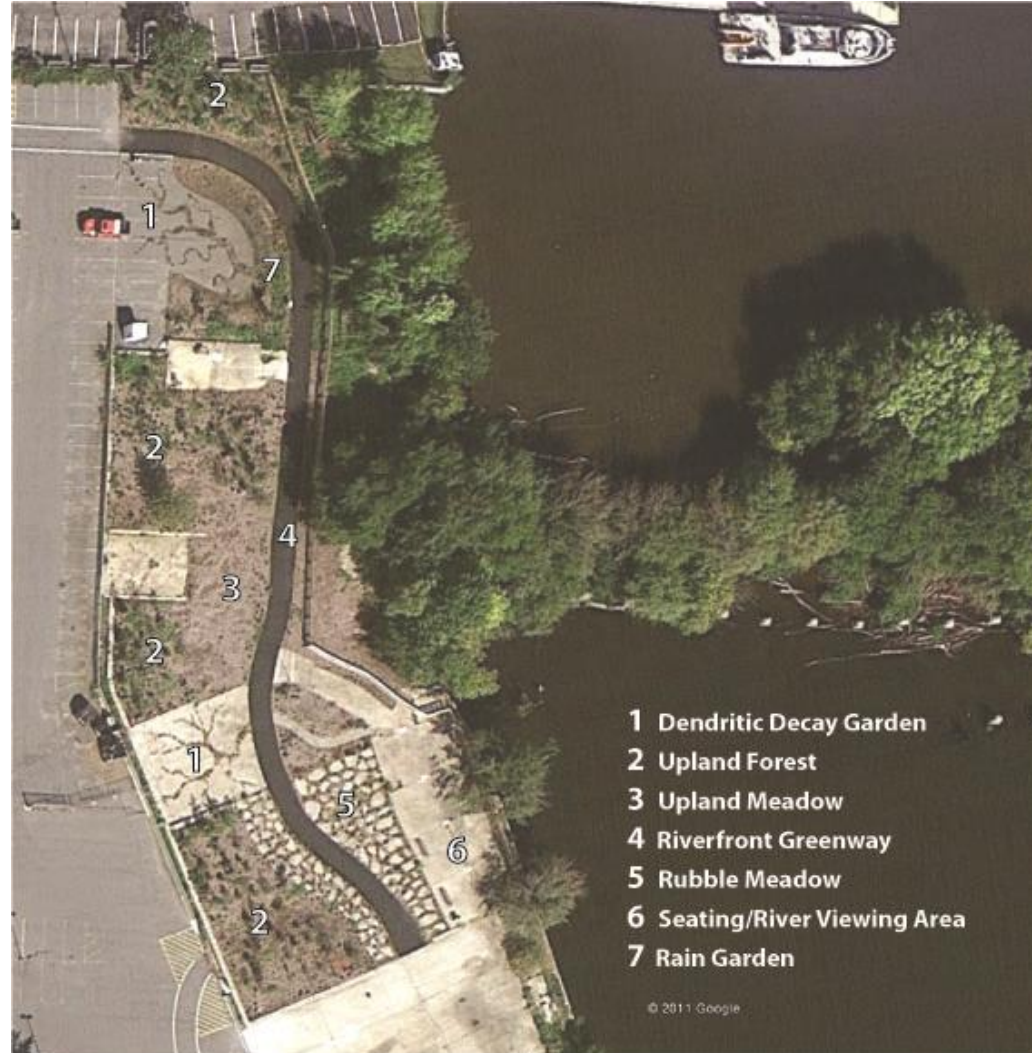 2
1
7
2
4
3
2
1
5
6
2
1 Dendritic Decay Garden
2 Upland Forest
3 Upland Meadow
4 Riverfront Greenway
5 Rubble Meadow
6 Seating/River Viewing Area
7 Rain Garden
© 2011 Google